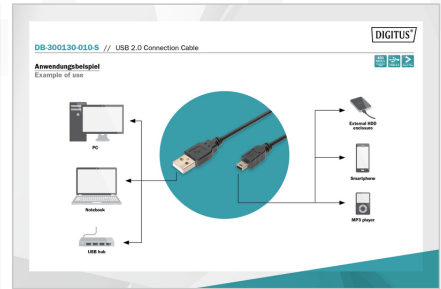 DIGITUS®
DB-300130-010-S // USB 2.0 Connection Cable
Anwendungsbeispiel
Example of use
PC
Notebook
USB hub
External HDD
enclosure
Smartphone
MP3 player